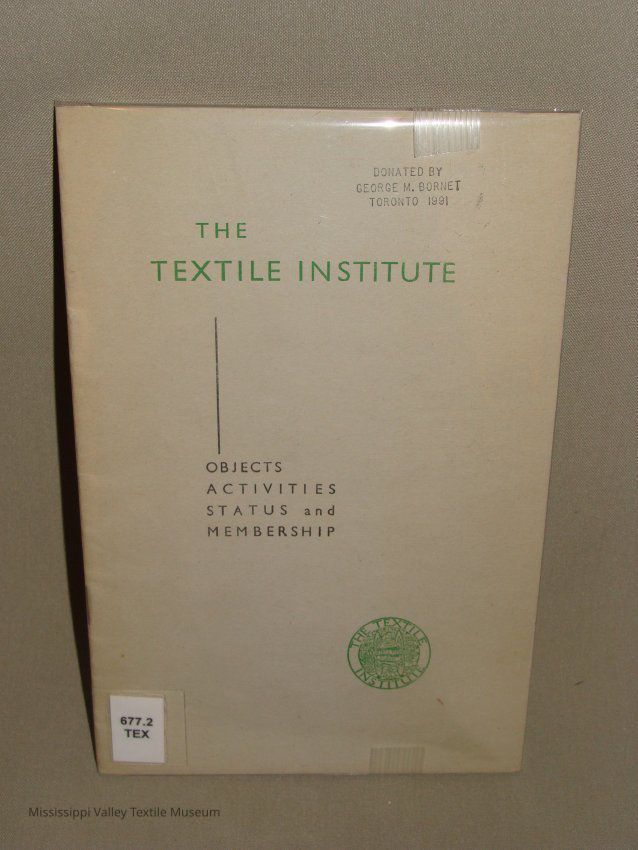 DONATED BY
GEORGE M. BORNET
TORONTO 1991
THE
TEXTILE INSTITUTE
OBJECTS
ACTIVITIES
STATUS and
MEMBERSHIP
THE TEXTILE
INSTITUTE
677.2
TEX
Mississippi Valley Textile Museum